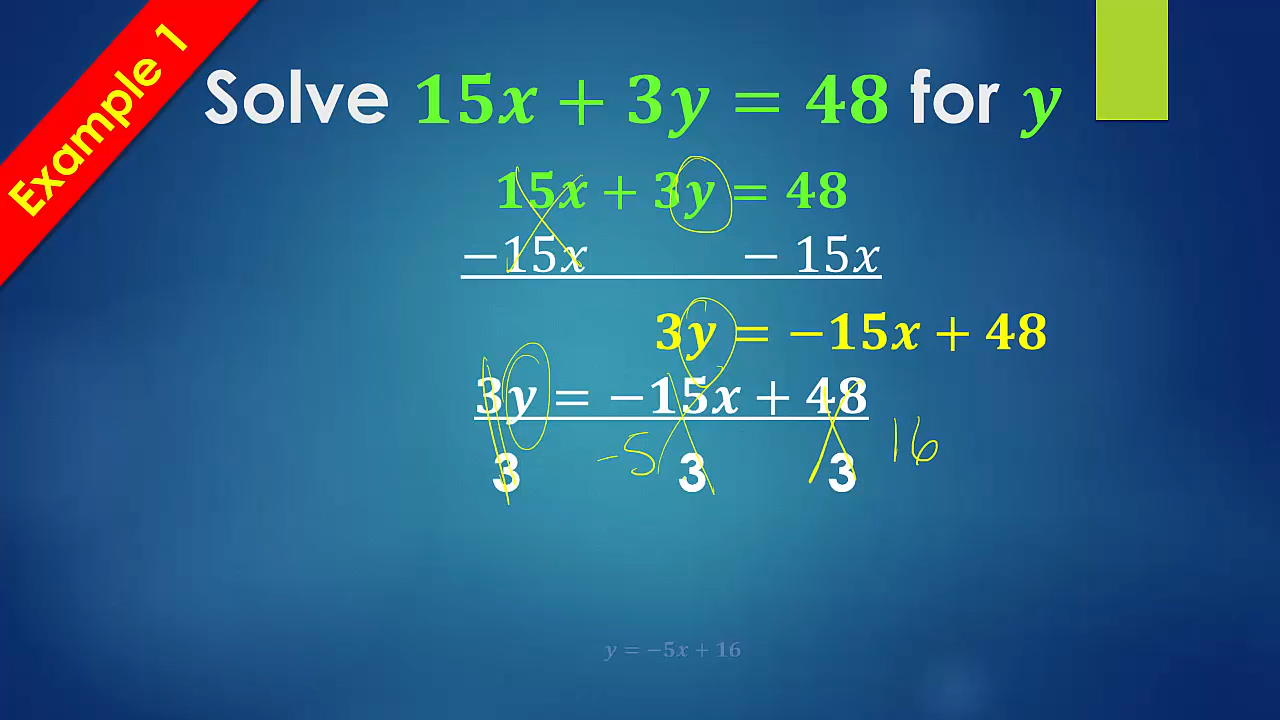 Example 1
Solve 15x + 3y = 48 for y
15x + 3y = 48
−15x − 15x
3y = −15x + 48
3y = −15x + 48
3 -5 3 3 16
y = −5x + 16